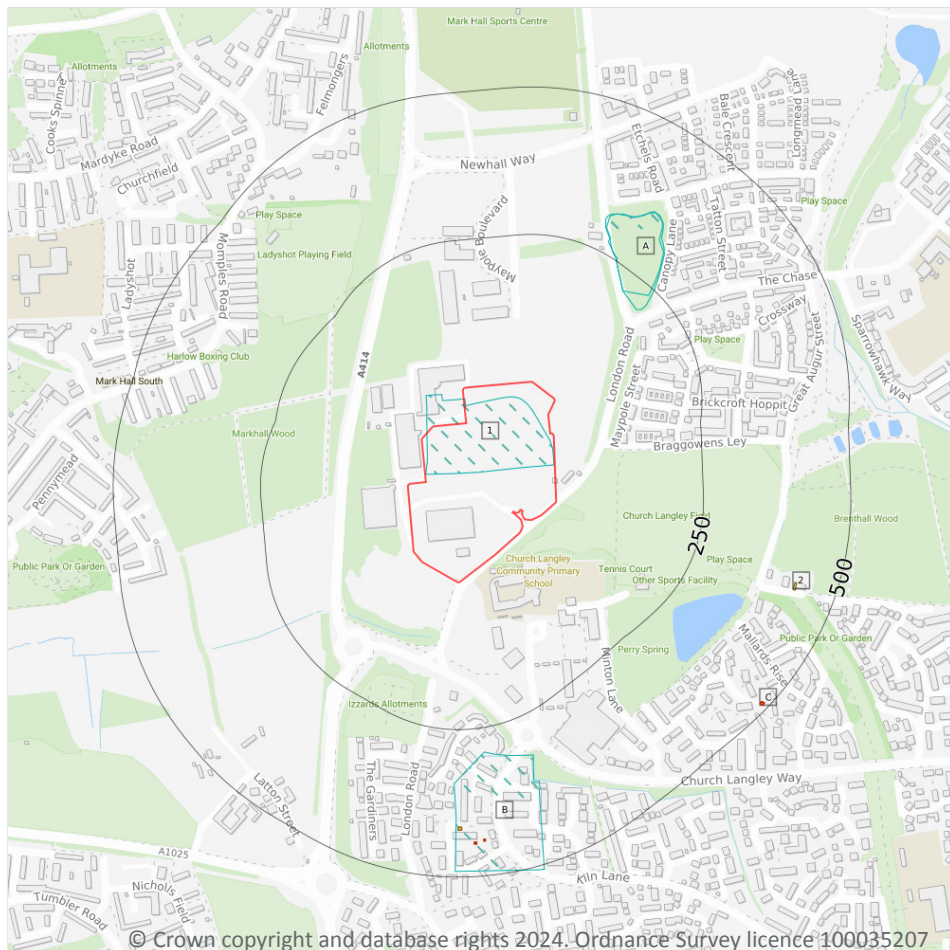 Mark Hall Sports Centre
Allotments
Allotments
Cooks Spinney
Felmongers
Mardyke Road
Churchfield
Newhall Way
Etchels Road
Bale Crescent
Longmead Lane
Play Space
Play Space
Ladyshot Playing Field
Momples Road
Ladyshot
Maypole Boulevard
A
Canopy Lane
Tatton Street
The Chase
Crossway
Play Space
Great Augur Street
Sparrowhawk Way
Harlow Boxing Club
Mark Hall South
A414
London Road
Maypole Street
Brickcroft Hoppit
Braggowens Ley
1
Markhall Wood
Pennymead
Church Langley Field
250
Brenthall Wood
Public Park Or Garden
Church Langley
Community Primary
School
Tennis Court
Play Space
Other Sports Facility
2
500
Public Park Or Garden
Mallards Rise
Perry Spring
Minton Lane
C
Izzards Allotments
Church Langley Way
Latton Street
The Gardiners
London Road
B
A1025
Kiln Lane
Nicholls Field
Tumbler Road
© Crown copyright and database rights 2024. Ordnance Survey licence 100035207